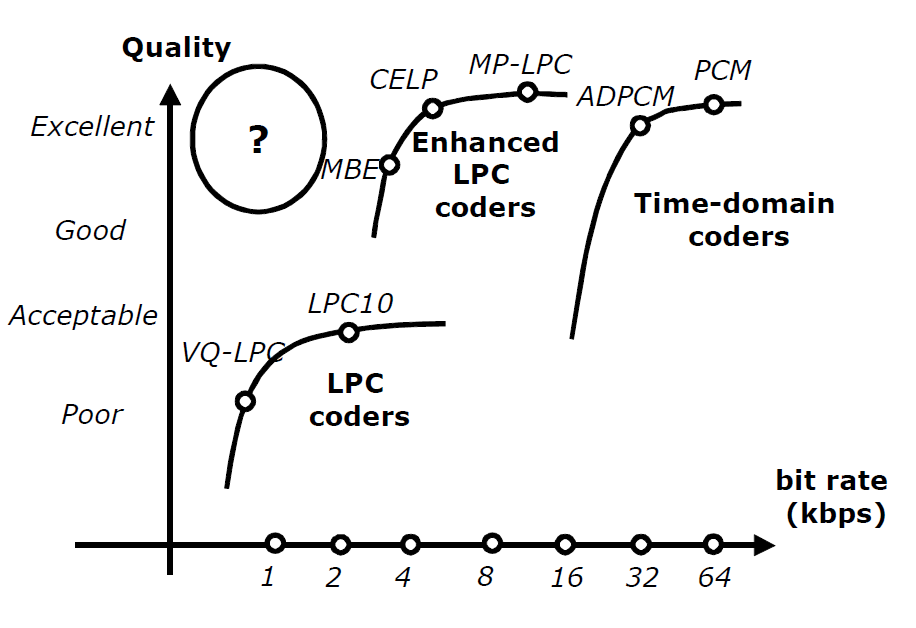 Quality
CELP
MP-LPC
PCM
ADPCM
Excellent
?
MBE
Enhanced
LPC
coders
Time-domain
coders
Good
Acceptable
LPC10
VQ-LPC
LPC
coders
Poor
bit rate
(kbps)
1 2 4 8 16 32 64